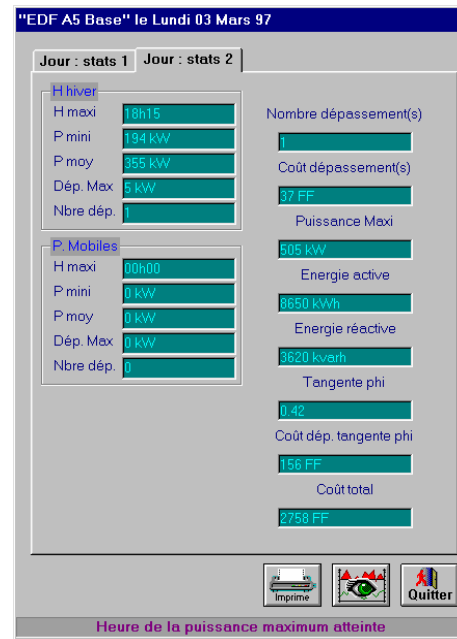 "EDF A5 Base" le Lundi 03 Mars 97
Jour : stats 1
Jour : stats 2
H hiver
H maxi 18h15
P mini 194 kW
P moy 355 kW
Dép. Max 5 kW
Nbre dép. 1
P. Mobiles
H maxi 00h00
P mini 0 kW
P moy 0 kW
Dép. Max 0 kW
Nbre dép. 0
Nombre dépassement(s)
1
Coût dépassement(s)
37 FF
Puissance Maxi
505 kW
Energie active
8650 kWh
Energie réactive
3620 kvarh
Tangente phi
0.42
Coût dép. tangente phi
156 FF
Coût total
2758 FF
Imprime
Quitter
Heure de la puissance maximum atteinte